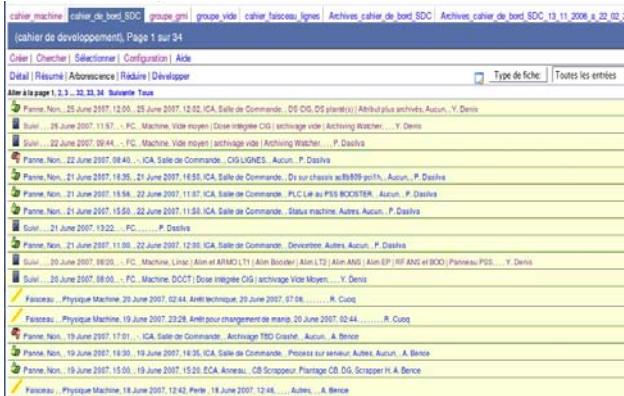 cahier_machine cahier_de_bord_SDC groupe_gmi groupe_vide cahier_faisceau_lignes Archives_cahier_de_bord_SDC Archives_cahier_de_bord_SDC_13_11_2006_a_22_02_2
(cahier de developpement), Page 1 sur 34
Créer | Chercher | Sélectionner | Configuration | Aide
Détail | Résumé | Arborescence | Réduire | Développer Type de fiche: Toutes les entrées
Aller à la page 1, 2, 3 ... 32, 33, 34 Suivante Tous
Panne, Non, , 25 June 2007, 12:00, , 25 June 2007, 12:02, ICA, Salle de Commande, , DS CIG, DS planté(s) | Attribut plus archivés, Aucun, , Y. Denis
Suivi , , , 25 June 2007, 11:57, , -, FC, , Machine, Vide moyen | Dose intégrée CIG | archivage vide | Archiving Watcher, , , , Y. Denis
Suivi , , , 22 June 2007, 09:44, , -, FC, , Machine, Vide moyen | archivage vide | Archiving Watcher, , , , P. Dasilva
Panne, Non, , 22 June 2007, 08:40, , -, ICA, Salle de Commande, , CIG LIGNES, , Aucun, , P. Dasilva
Panne, Non, , 21 June 2007, 16:35, , 21 June 2007, 16:50, ICA, Salle de Commande, , Ds sur chassis , , Aucun, , P. Dasilva
Panne, Non, , 21 June 2007, 15:56, , 22 June 2007, 11:07, ICA, Salle de Commande, , PLC Lié au PSS BOOSTER, , Aucun, , P. Dasilva
Panne, Non, , 21 June 2007, 15:50, , 22 June 2007, 11:50, ICA, Salle de Commande, , Status machine, Autres, Aucun, , P. Dasilva
Suivi , , , 21 June 2007, 13:22, , -, FC, , , , , , , P. Dasilva
Panne, Non, , 21 June 2007, 11:00, , 22 June 2007, 12:00, ICA, Salle de Commande, , Devicetree, Autres, Aucun, , P. Dasilva
Suivi , , , 20 June 2007, 08:20, , -, FC, , Machine, Linac | Alim et ARMO LT1 | Alim Booster | Alim LT2 | Alim ANS | Alim EP | RF ANS et BOO | Panneau PSS, , , , Y. Denis
Suivi , , , 20 June 2007, 08:00, , -, FC, , Machine, DCCT | Dose intégrée CIG | archivage Vide Moyen, , , , Y. Denis
Faisceau , , Physique Machine, 20 June 2007, 02:44, Arrêt technique, 20 June 2007, 07:06, , , , , , , , R. Cuoq
Faisceau , , Physique Machine, 19 June 2007, 23:28, Arrêt pour changement de manip, 20 June 2007, 02:44, , , , , , , , R. Cuoq
Panne, Non, , 19 June 2007, 17:01, , -, ICA, Salle de Commande, , Archivage TBD Crashé, , Aucun, , A. Bence
Panne, Non, , 19 June 2007, 16:30, , 19 June 2007, 16:35, ICA, Salle de Commande, , Process sur serveur, Autres, Aucun, , A. Bence
Panne, Non, , 19 June 2007, 15:00, , 19 June 2007, 15:20, ECA, Anneau, , CB Scrappeur, Plantage CB, DG, Scrapper H, A. Bence
Faisceau , , Physique Machine, 18 June 2007, 12:42, Perte , 18 June 2007, 12:46, , , , , Autres, , , A. Bence